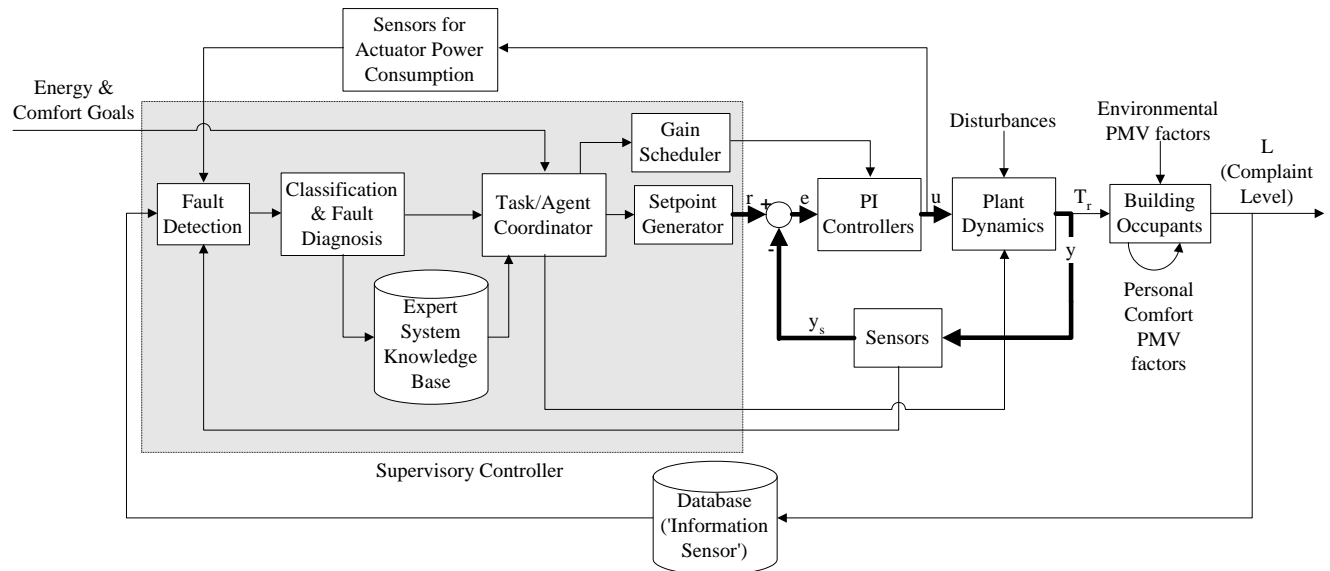 Sensors for
Actuator Power
Consumption
Energy &
Comfort Goals
Gain
Scheduler
Disturbances
Environmental
PMV factors
L
(Complaint
Level)
Fault
Detection
Classification
& Fault
Diagnosis
Task/Agent
Coordinator
Setpoint
Generator
r
+
-
e
PI
Controllers
u
Plant
Dynamics
Tr
y
Building
Occupants
Personal
Comfort
PMV
factors
Expert
System
Knowledge
Base
ys
Sensors
Supervisory Controller
Database
('Information
Sensor')